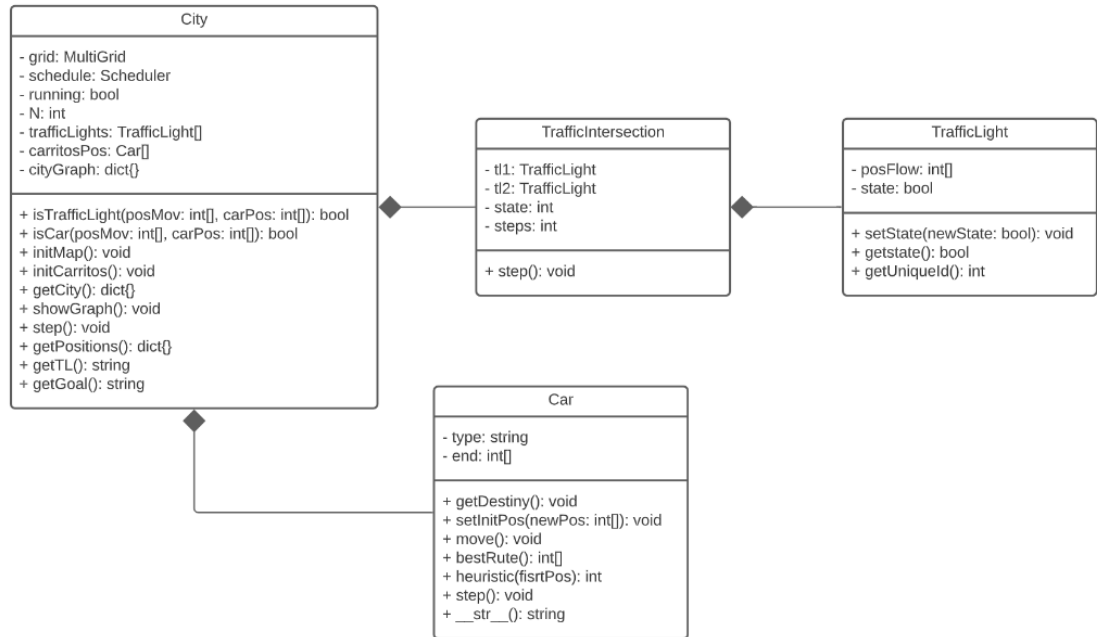 City
- grid: MultiGrid
- schedule: Scheduler
- running: bool
- N: int
- trafficLights: TrafficLight[]
- carritosPos: Car[]
- cityGraph: dict{}
+ isTrafficLight(posMov: int[], carPos: int[]): bool
+ isCar(posMov: int[], carPos: int[]): bool
+ initMap(): void
+ initCarritos(): void
+ getCity(): dict{}
+ showGraph(): void
+ step(): void
+ getPositions(): dict{}
+ getTL(): string
+ getGoal(): string
TrafficIntersection
- tl1: TrafficLight
- tl2: TrafficLight
- state: int
- steps: int
+ step(): void
TrafficLight
- posFlow: int[]
- state: bool
+ setState(newState: bool): void
+ getstate(): bool
+ getUniqueId(): int
Car
- type: string
- end: int[]
+ getDestiny(): void
+ setInitPos(newPos: int[]): void
+ move(): void
+ bestRute(): int[]
+ heuristic(fisrtPos): int
+ step(): void
+ __str__(): string